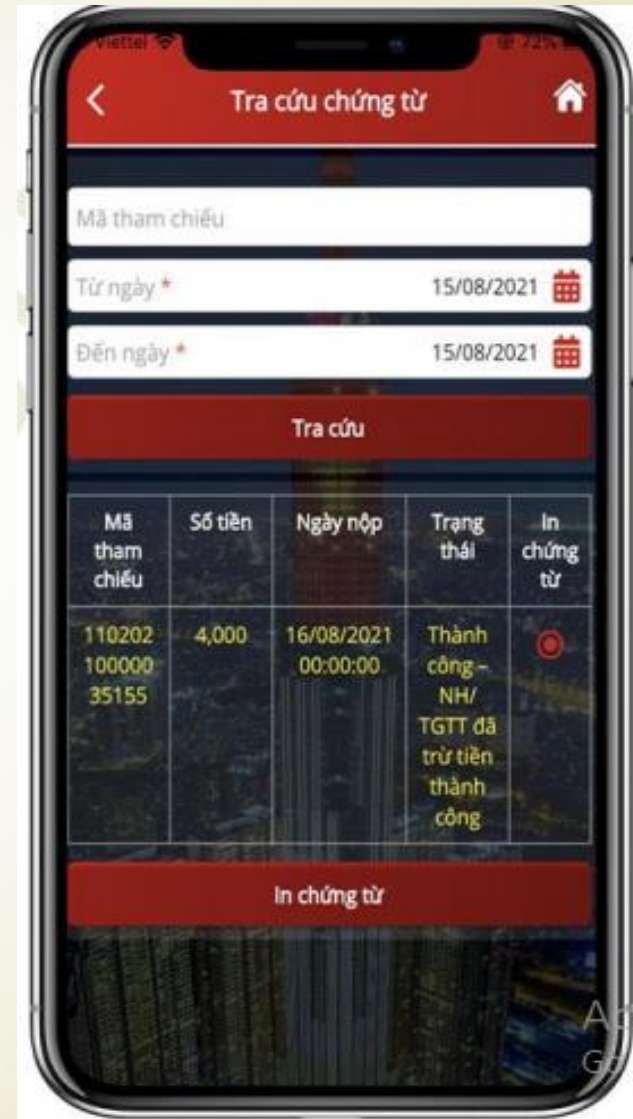 Viettel 72%
Tra cứu chứng từ
Mã tham chiếu
Từ ngày * 15/08/2021
Đến ngày * 15/08/2021
Tra cứu
Mã tham chiếu
Số tiền
Ngày nộp
Trạng thái
In chứng từ
110202
100000
35155
4,000
16/08/2021
00:00:00
Thành
công –
NH/
TGTT đã
trừ tiền
thành
công
In chứng từ